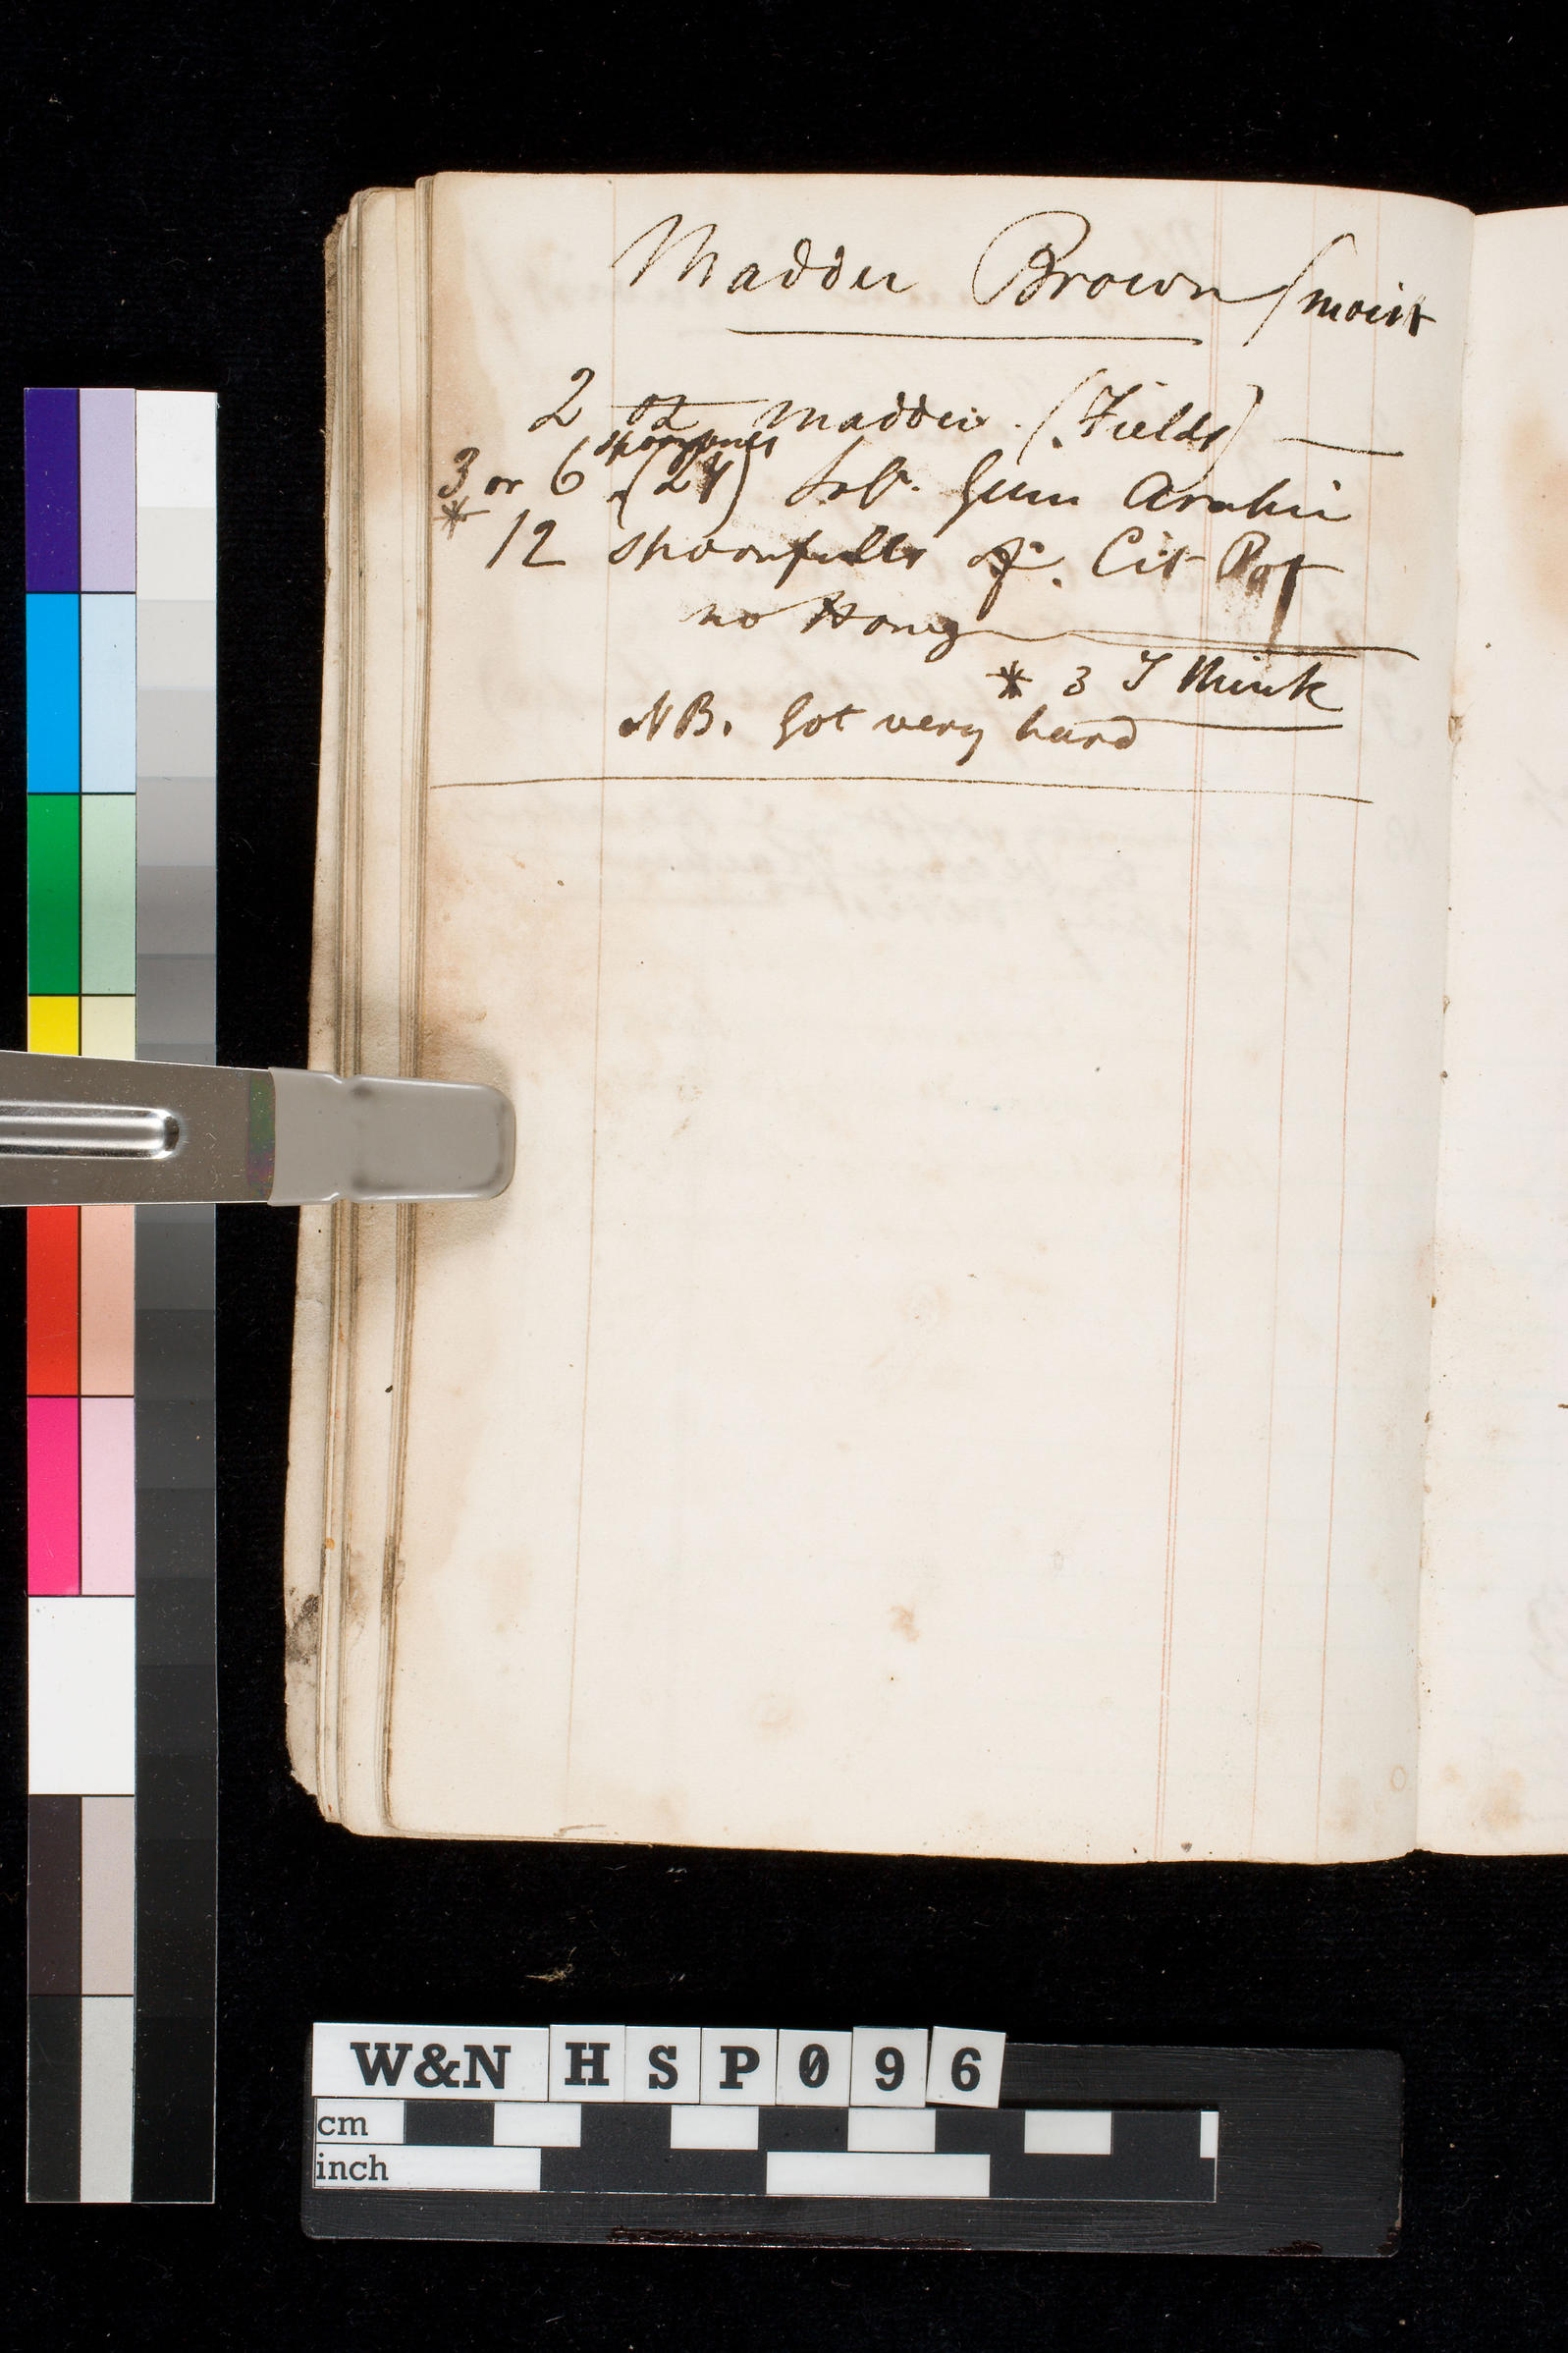 Madder Brown /moist
2 oz Madder (Fields)
spoonfuls
3 or 6 (24) Sol. Gum Arabic
* 12 spoonfulls of. Cit Pot
no Honey
* 3 I think
NB. Got very hard
W&N HSP096
cm
inch